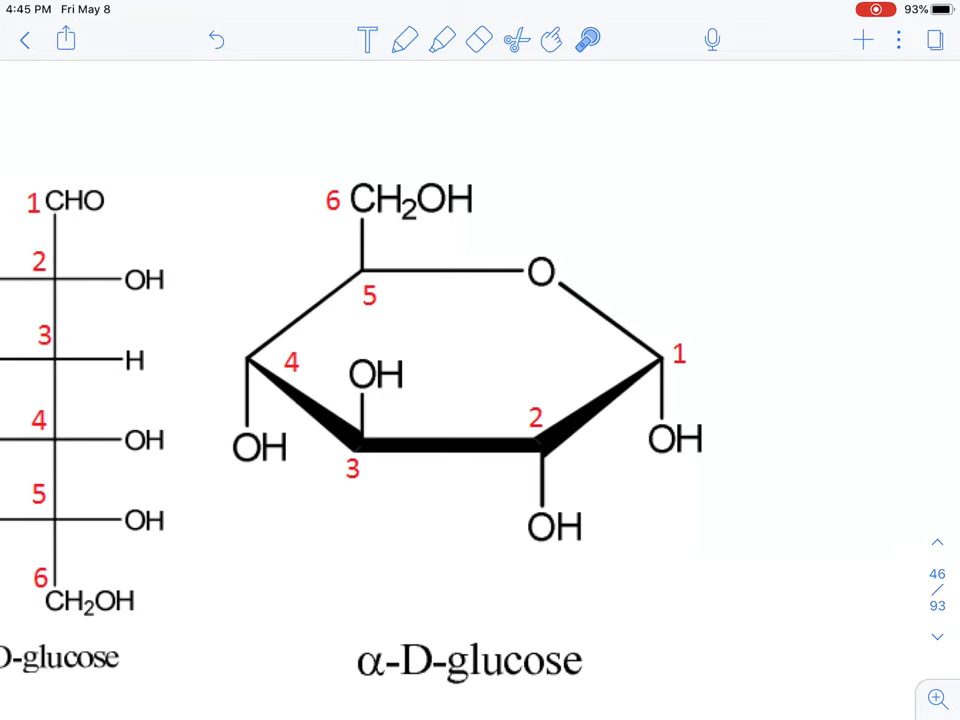 4:45 PM Fri May 8
93%
T
1 CHO
2
OH
3
H
4
OH
5
OH
6
CH₂OH
D-glucose
6 CH₂OH
O
5
4
OH
1
2
OH
OH
3
OH
α-D-glucose
46
/
93